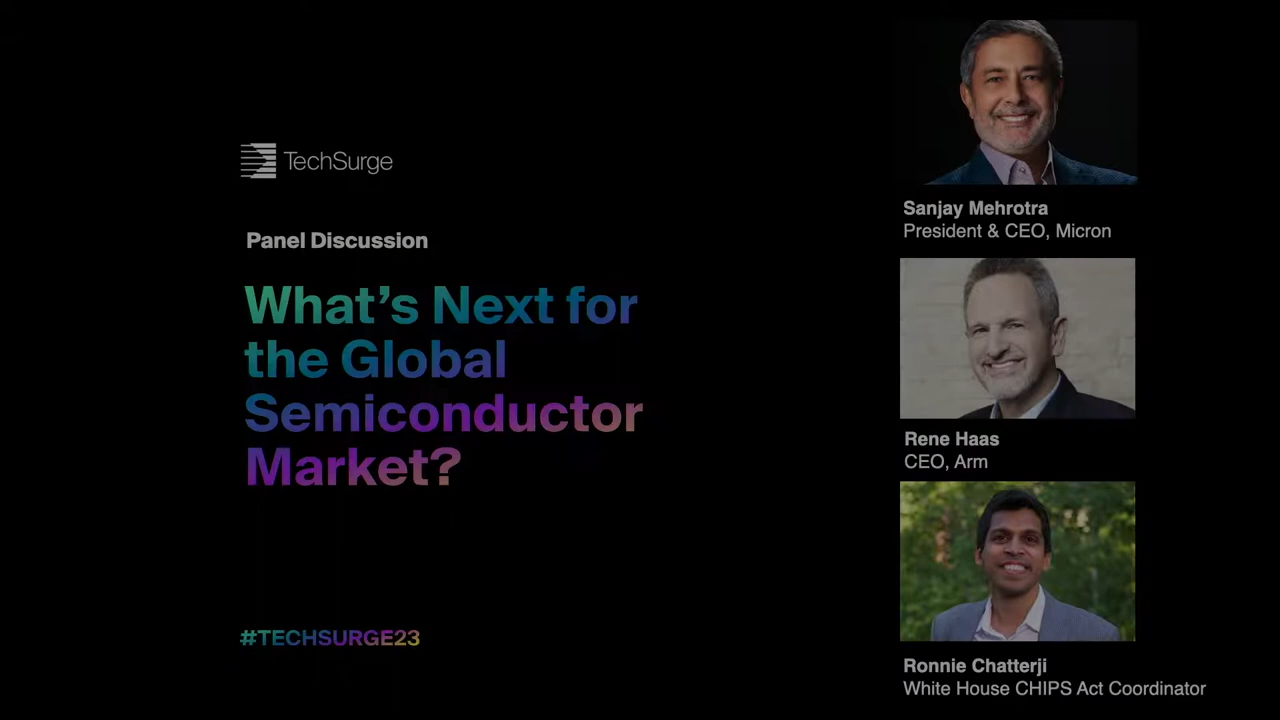 TechSurge
Panel Discussion
What's Next for
the Global
Semiconductor
Market?
#TECHSURGE23
Sanjay Mehrotra
President & CEO, Micron
Rene Haas
CEO, Arm
Ronnie Chatterji
White House CHIPS Act Coordinator